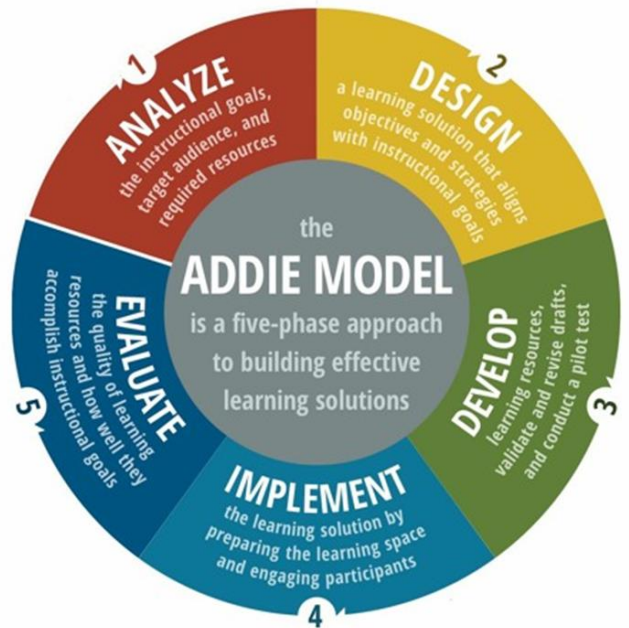 the
ADDIE MODEL
is a five-phase approach
to building effective
learning solutions
1
ANALYZE
the instructional goals,
target audience, and
required resources
2
DESIGN
a learning solution that aligns
objectives and strategies
with instructional goals
3
DEVELOP
learning resources,
validate and revise drafts,
and conduct a pilot test
4
IMPLEMENT
the learning solution by
preparing the learning space
and engaging participants
5
EVALUATE
the quality of learning
resources and how well they
accomplish instructional goals